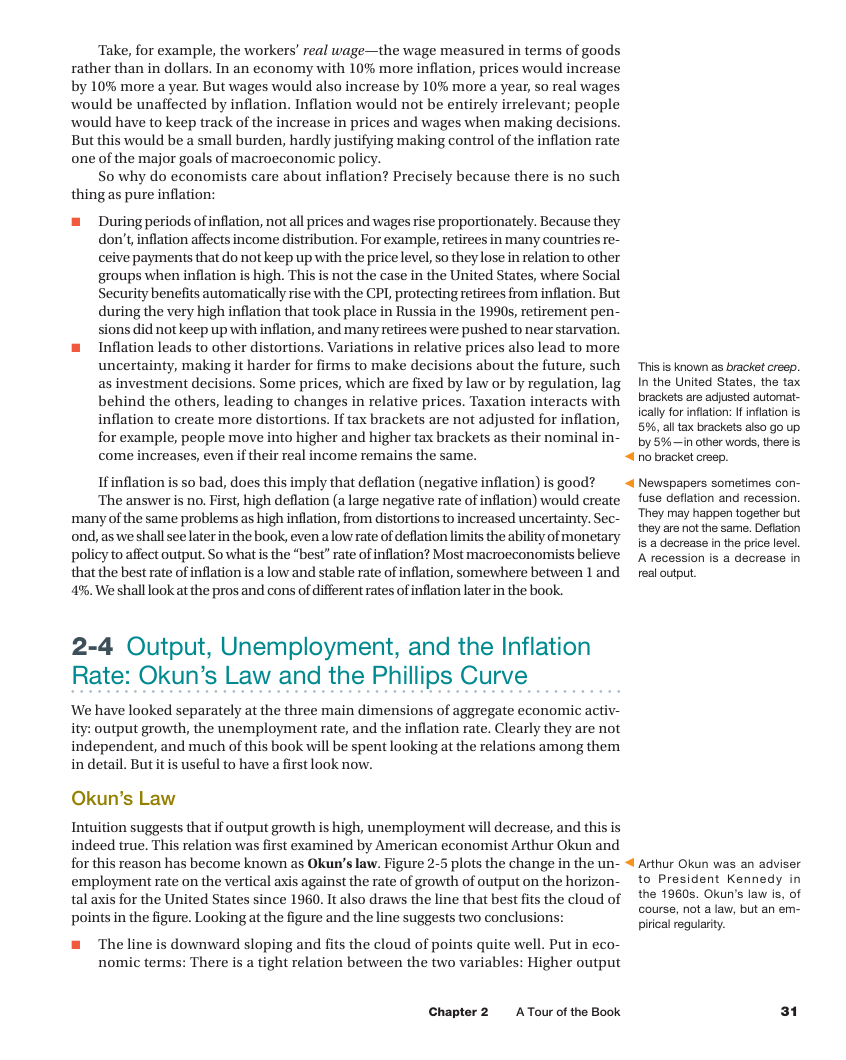 Take, for example, the workers’ real wage—the wage measured in terms of goods
rather than in dollars. In an economy with 10% more inflation, prices would increase
by 10% more a year. But wages would also increase by 10% more a year, so real wages
would be unaffected by inflation. Inflation would not be entirely irrelevant; people
would have to keep track of the increase in prices and wages when making decisions.
But this would be a small burden, hardly justifying making control of the inflation rate
one of the major goals of macroeconomic policy.
So why do economists care about inflation? Precisely because there is no such
thing as pure inflation:
■ During periods of inflation, not all prices and wages rise proportionately. Because they
don’t, inflation affects income distribution. For example, retirees in many countries re-
ceive payments that do not keep up with the price level, so they lose in relation to other
groups when inflation is high. This is not the case in the United States, where Social
Security benefits automatically rise with the CPI, protecting retirees from inflation. But
during the very high inflation that took place in Russia in the 1990s, retirement pen-
sions did not keep up with inflation, and many retirees were pushed to near starvation.
■ Inflation leads to other distortions. Variations in relative prices also lead to more
uncertainty, making it harder for firms to make decisions about the future, such
as investment decisions. Some prices, which are fixed by law or by regulation, lag
behind the others, leading to changes in relative prices. Taxation interacts with
inflation to create more distortions. If tax brackets are not adjusted for inflation,
for example, people move into higher and higher tax brackets as their nominal in-
come increases, even if their real income remains the same.
This is known as bracket creep.
In the United States, the tax
brackets are adjusted automat-
ically for inflation: If inflation is
5%, all tax brackets also go up
by 5%—in other words, there is
no bracket creep.
If inflation is so bad, does this imply that deflation (negative inflation) is good?
The answer is no. First, high deflation (a large negative rate of inflation) would create
many of the same problems as high inflation, from distortions to increased uncertainty. Sec-
ond, as we shall see later in the book, even a low rate of deflation limits the ability of monetary
policy to affect output. So what is the “best” rate of inflation? Most macroeconomists believe
that the best rate of inflation is a low and stable rate of inflation, somewhere between 1 and
4%. We shall look at the pros and cons of different rates of inflation later in the book.
Newspapers sometimes con-
fuse deflation and recession.
They may happen together but
they are not the same. Deflation
is a decrease in the price level.
A recession is a decrease in
real output.
2-4 Output, Unemployment, and the Inflation
Rate: Okun’s Law and the Phillips Curve
We have looked separately at the three main dimensions of aggregate economic activ-
ity: output growth, the unemployment rate, and the inflation rate. Clearly they are not
independent, and much of this book will be spent looking at the relations among them
in detail. But it is useful to have a first look now.
Okun’s Law
Intuition suggests that if output growth is high, unemployment will decrease, and this is
indeed true. This relation was first examined by American economist Arthur Okun and
for this reason has become known as Okun’s law. Figure 2-5 plots the change in the un-
employment rate on the vertical axis against the rate of growth of output on the horizon-
tal axis for the United States since 1960. It also draws the line that best fits the cloud of
points in the figure. Looking at the figure and the line suggests two conclusions:
Arthur Okun was an adviser
to President Kennedy in
the 1960s. Okun’s law is, of
course, not a law, but an em-
pirical regularity.
■ The line is downward sloping and fits the cloud of points quite well. Put in eco-
nomic terms: There is a tight relation between the two variables: Higher output
Chapter 2 A Tour of the Book 31